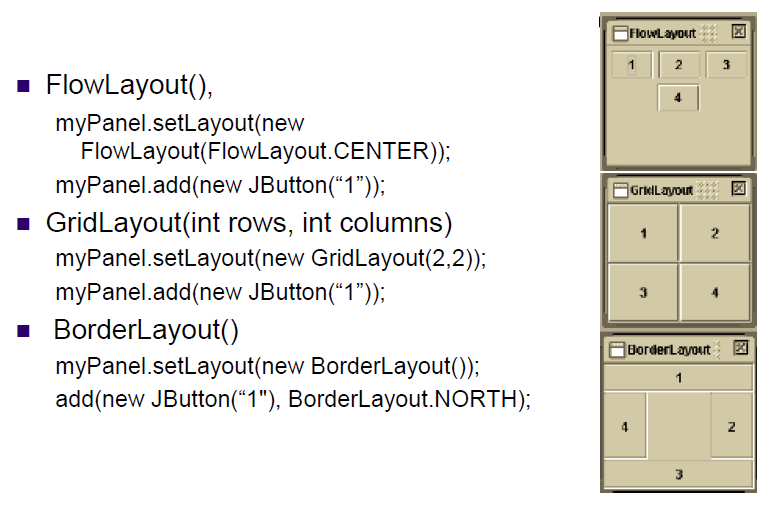 FlowLayout(),
myPanel.setLayout(new
FlowLayout(FlowLayout.CENTER));
myPanel.add(new JButton(“1”));
GridLayout(int rows, int columns)
myPanel.setLayout(new GridLayout(2,2));
myPanel.add(new JButton(“1”));
BorderLayout()
myPanel.setLayout(new BorderLayout());
add(new JButton(“1"), BorderLayout.NORTH);
FlowLayout
1 2 3
4
GridLayout
1 2
3 4
BorderLayout
1
4 2
3